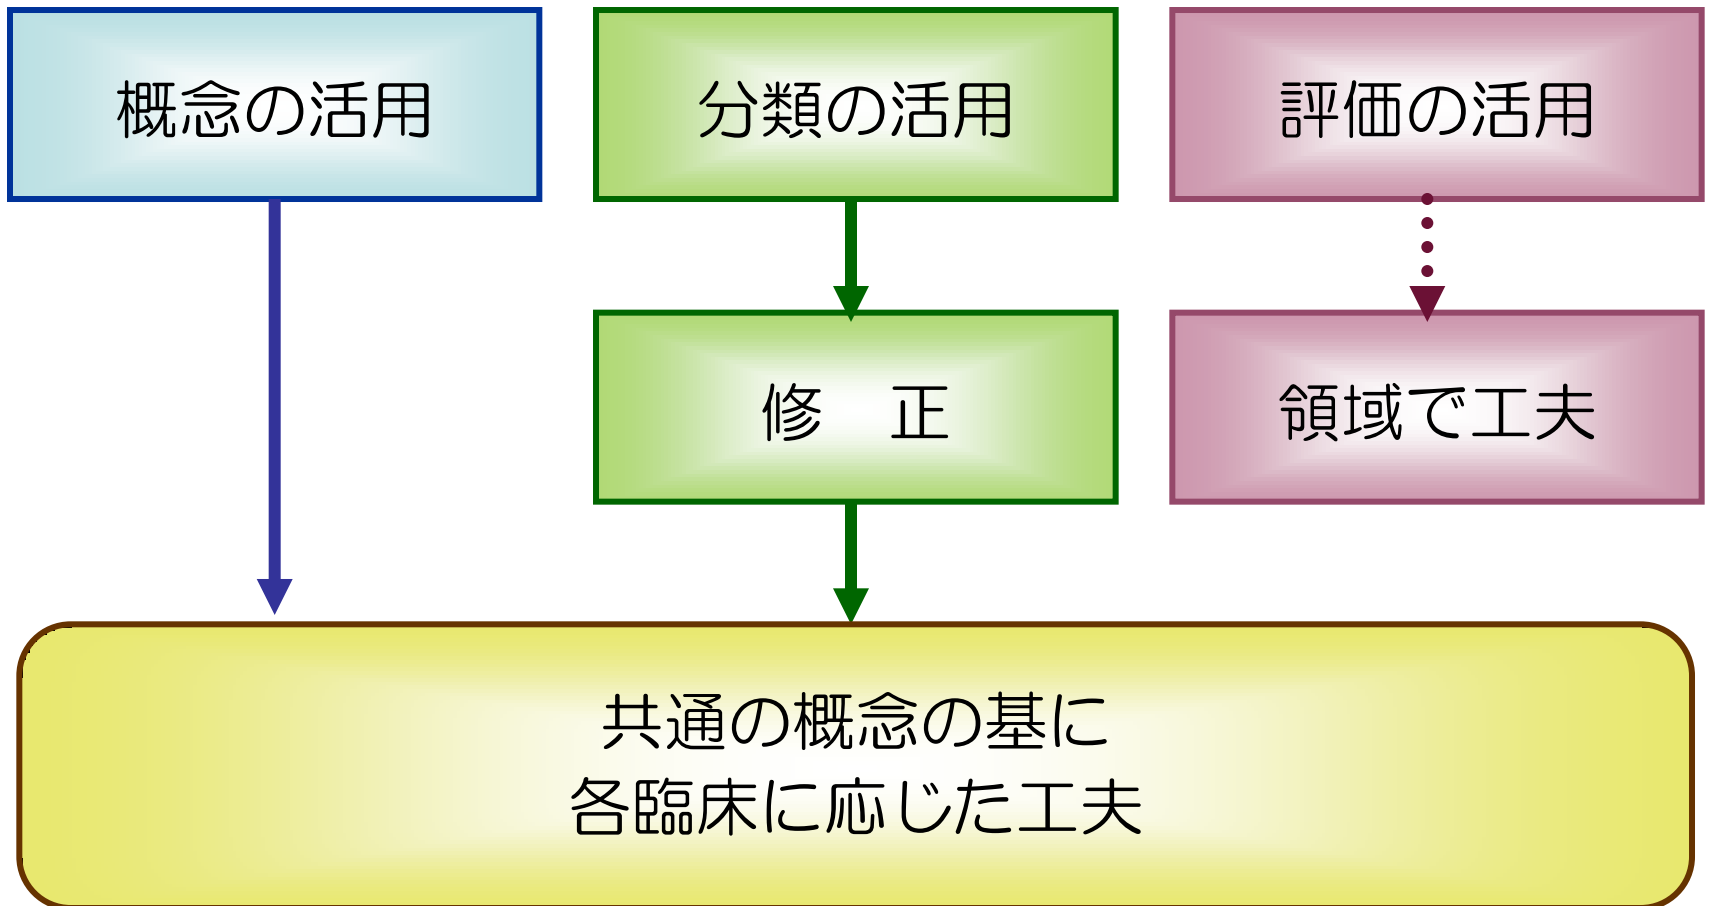 概念の活用
分類の活用
評価の活用
修　正
領域で工夫
共通の概念の基に
各臨床に応じた工夫